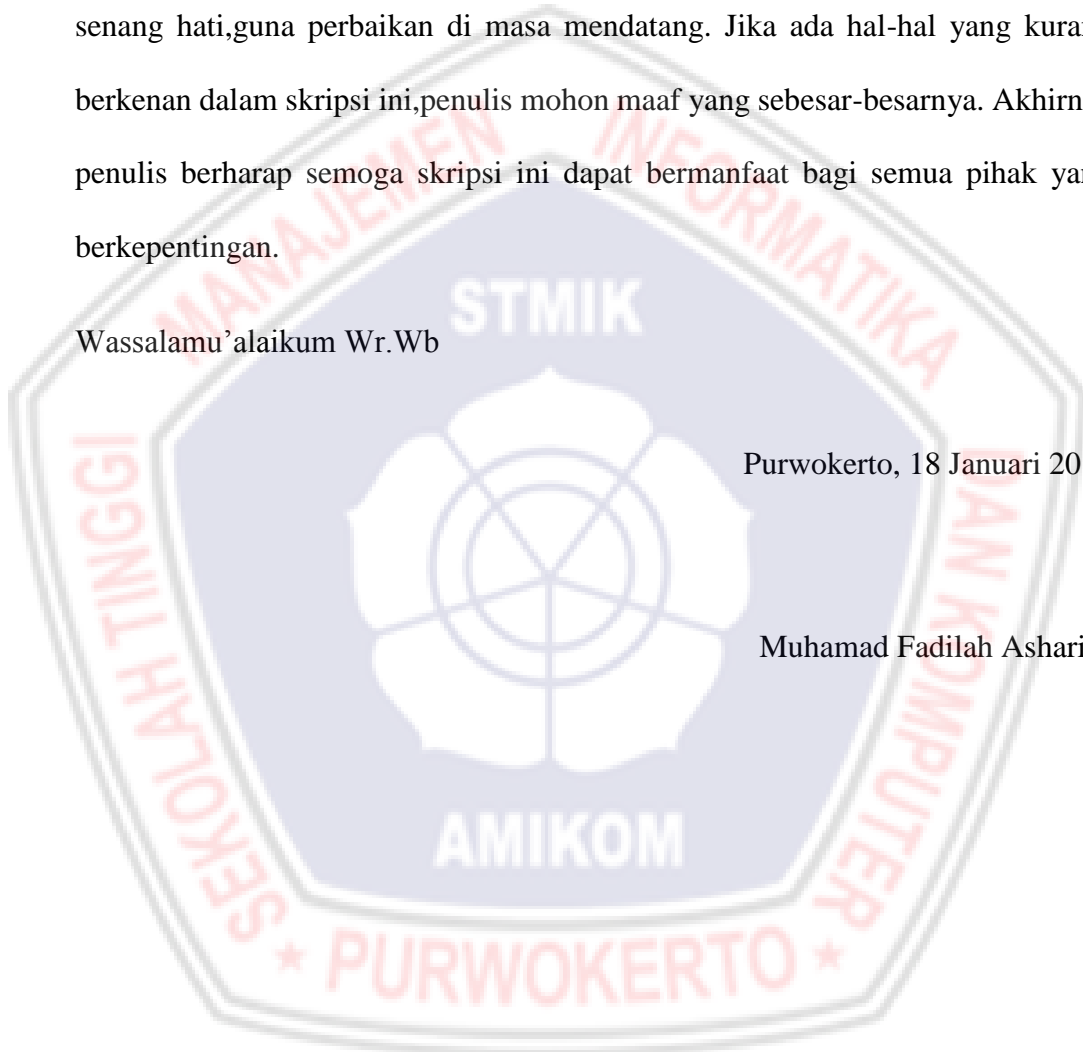 senang hati,guna perbaikan di masa mendatang. Jika ada hal-hal yang kurang
berkenan dalam skripsi ini,penulis mohon maaf yang sebesar-besarnya. Akhirn
penulis berharap semoga skripsi ini dapat bermanfaat bagi semua pihak yan
berkepentingan.
Wassalamu’alaikum Wr.Wb
Purwokerto, 18 Januari 20
Muhamad Fadilah Ashari
SEKOLAH TINGGI MANAJEMEN INFORMATIKA DAN KOMPUTER
STMIK
AMIKOM
★ PURWOKERTO ★